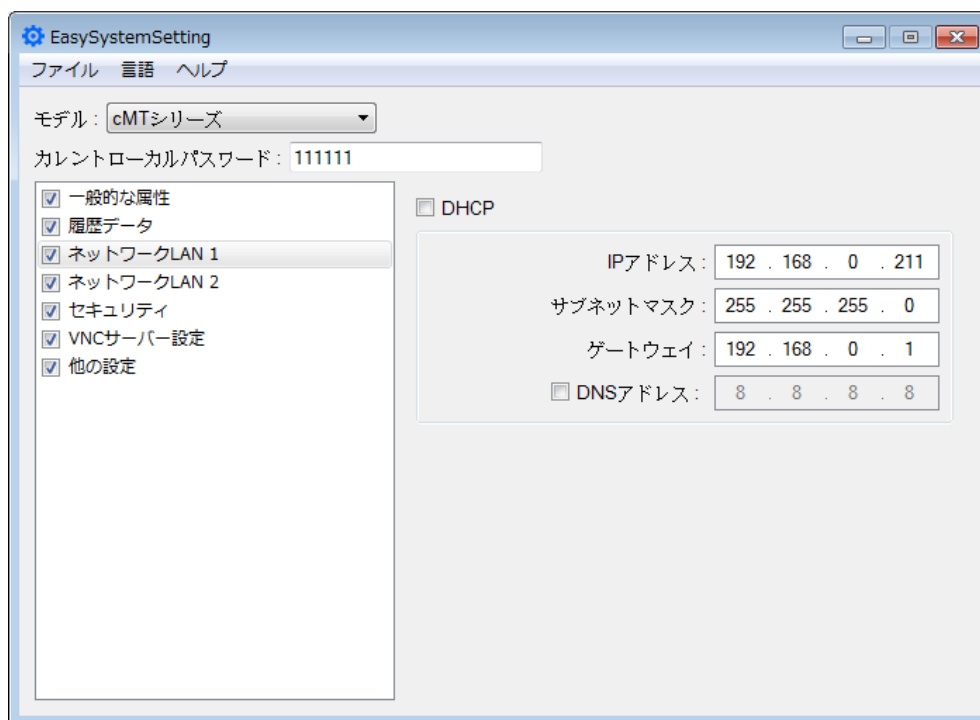 EasySystemSetting
ファイル 言語 ヘルプ
モデル : cMTシリーズ
カレントローカルパスワード : 111111
一般的な属性
履歴データ
ネットワークLAN 1
ネットワークLAN 2
セキュリティ
VNCサーバー設定
他の設定
DHCP
IPアドレス : 192 . 168 . 0 . 211
サブネットマスク : 255 . 255 . 255 . 0
ゲートウェイ : 192 . 168 . 0 . 1
DNSアドレス : 8 . 8 . 8 . 8